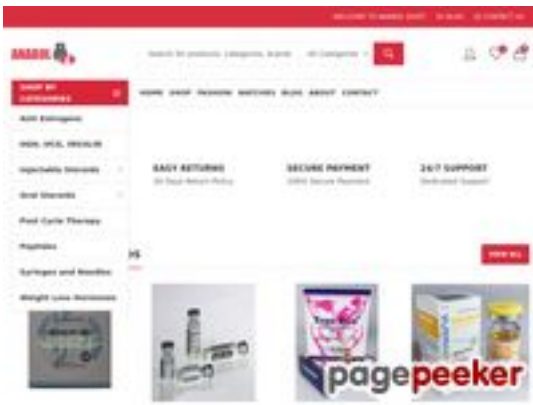 WELCOME TO ANABOL SHOP BLOG CONTACT US
ANABOL
Search for products, categories, brands All Categories
SHOP BY
CATEGORIES
HOME SHOP FASHION WATCHES BLOG ABOUT CONTACT
Anti Estrogens
HGH, HCG, INSULIN
Injectable Steroids
Oral Steroids
Post Cycle Therapy
Peptides
Syringes and Needles
Weight Loss Hormones
EASY RETURNS
30 Days Return Policy
SECURE PAYMENT
100% Secure Payment
24/7 SUPPORT
Dedicated Support
VIEW ALL
pagepeeker